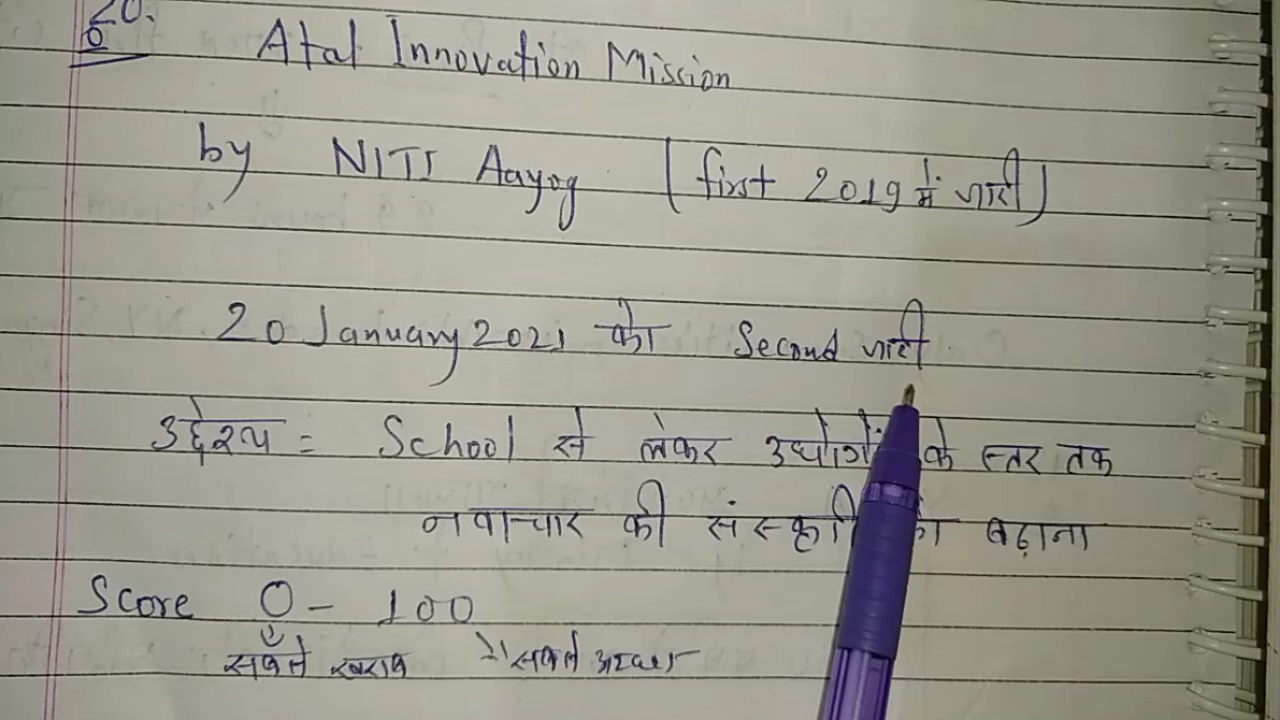 20.
Atal Innovation Mission
by NITI Aayog (first 2019 में जारी)
20 January 2021 को Second जारी
उद्देश्य = School से लेकर उद्योगों के स्तर तक
नवाचार की संस्कृति को बढ़ाना
Score 0 - 100
सबसे खराब सबसे अच्छा